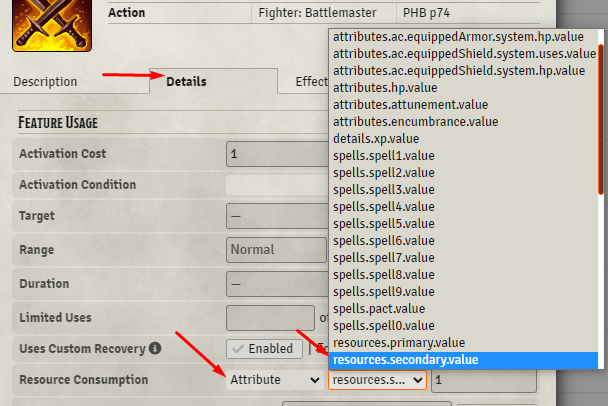 Action Fighter: Battlemaster PHB p74
Description Details Effect
FEATURE USAGE
Activation Cost 1
Activation Condition
Target —
Range Normal
Duration —
Limited Uses of
Uses Custom Recovery Enabled
Resource Consumption Attribute resources.s... 1
attributes.ac.equippedArmor.system.hp.value
attributes.ac.equippedShield.system.uses.value
attributes.ac.equippedShield.system.hp.value
attributes.hp.value
attributes.attunement.value
attributes.encumbrance.value
details.xp.value
spells.spell1.value
spells.spell2.value
spells.spell3.value
spells.spell4.value
spells.spell5.value
spells.spell6.value
spells.spell7.value
spells.spell8.value
spells.spell9.value
spells.pact.value
spells.spell0.value
resources.primary.value
resources.secondary.value